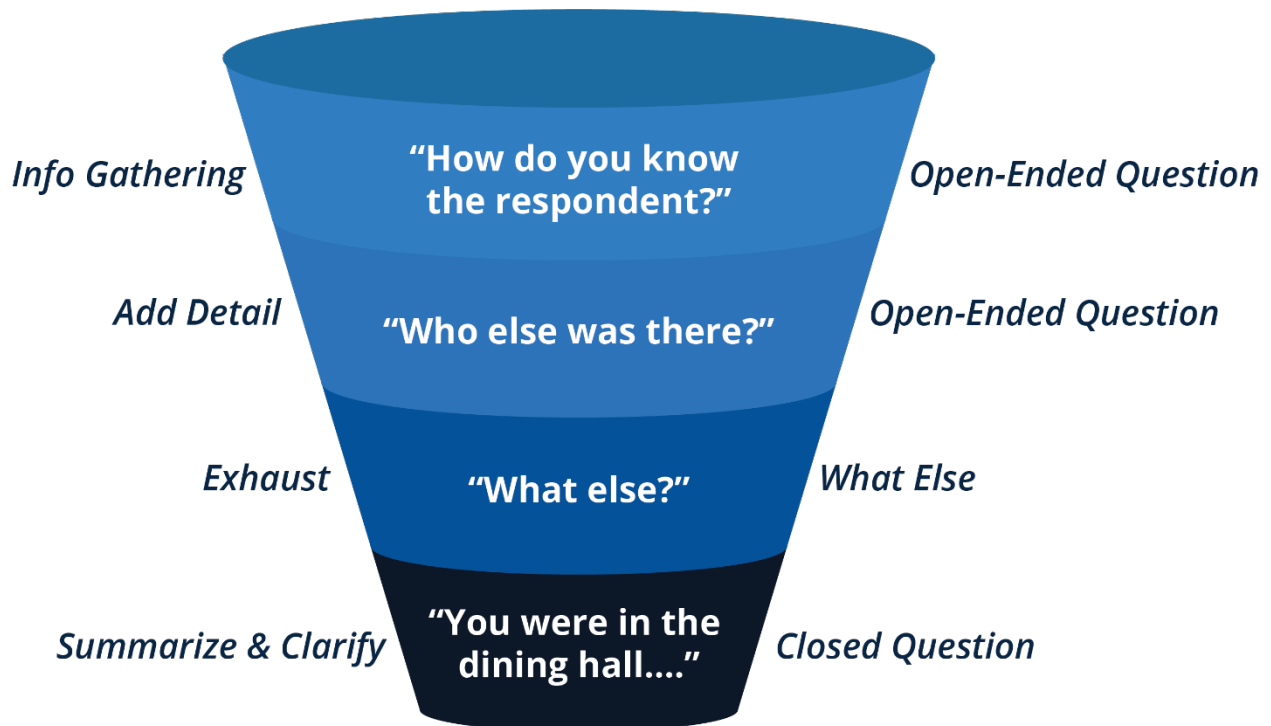 Info Gathering
“How do you know
the respondent?”
Open-Ended Question
Add Detail
“Who else was there?”
Open-Ended Question
Exhaust
“What else?”
What Else
Summarize & Clarify
“You were in the
dining hall....”
Closed Question